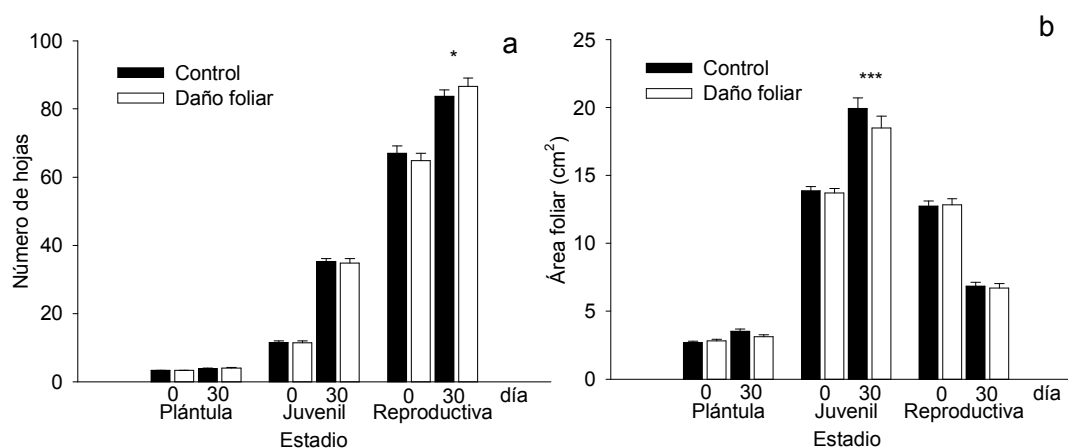 a
*
Control
Daño foliar
Número de hojas
100
80
60
40
20
0
0 30 0 30 0 30 día
Plántula Juvenil Reproductiva
Estadio
b
***
Control
Daño foliar
Área foliar (cm²)
25
20
15
10
5
0
0 30 0 30 0 30 día
Plántula Juvenil Reproductiva
Estadio